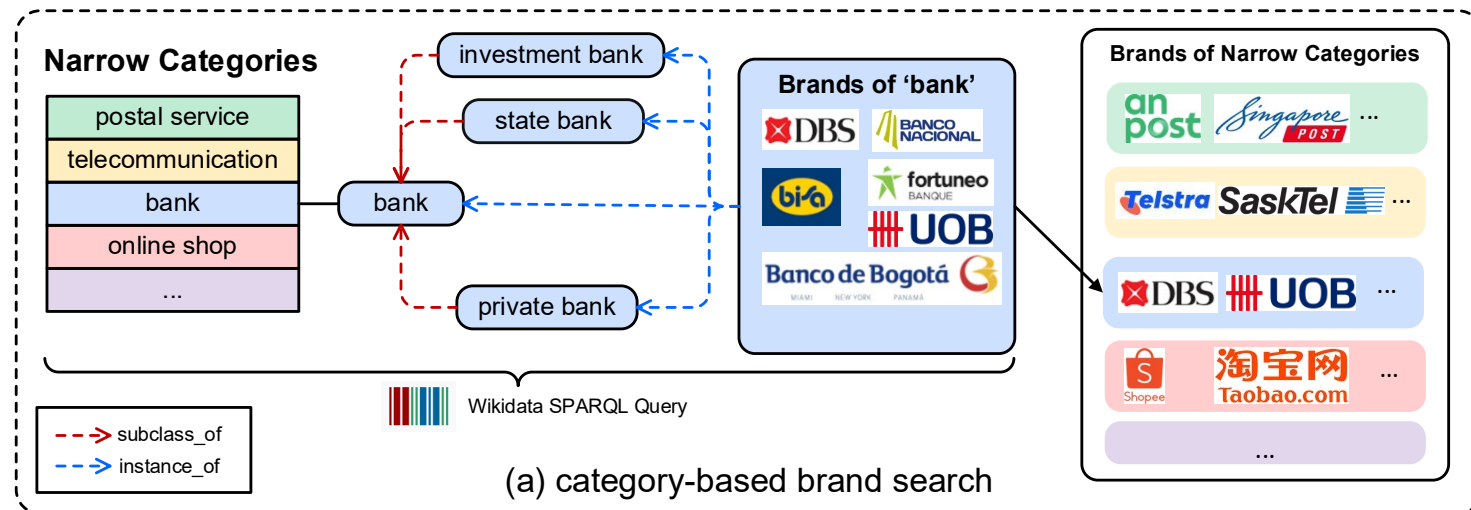 Narrow Categories
postal service
telecommunication
bank
online shop
...
bank
investment bank
state bank
private bank
Brands of ‘bank’
DBS
BANCO
NACIONAL
bisa
fortuneo
BANQUE
UOB
Banco de Bogotá
MIAMI NEW YORK PANAMÁ
Brands of Narrow Categories
an
post
Singapore
POST
...
Telstra
SaskTel
...
DBS
UOB
...
S
Shopee
淘宝网
Taobao.com
...
...
Wikidata SPARQL Query
subclass_of
instance_of
(a) category-based brand search